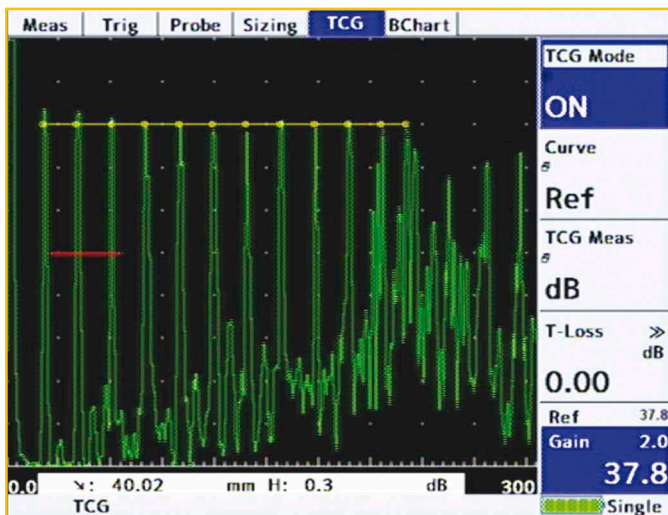 Meas Trig Probe Sizing TCG BChart
TCG Mode
ON
Curve
Ref
TCG Meas
dB
T-Loss »
dB
0.00
Ref 37.8
Gain 2.0
37.8
0.0 ↘: 40.02 mm H: 0.3 dB 300
TCG Single